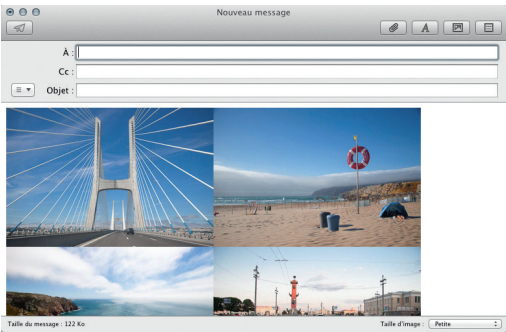 Nouveau message
À :
Cc :
Objet :
Taille du message : 122 Ko
Taille d'image : Petite